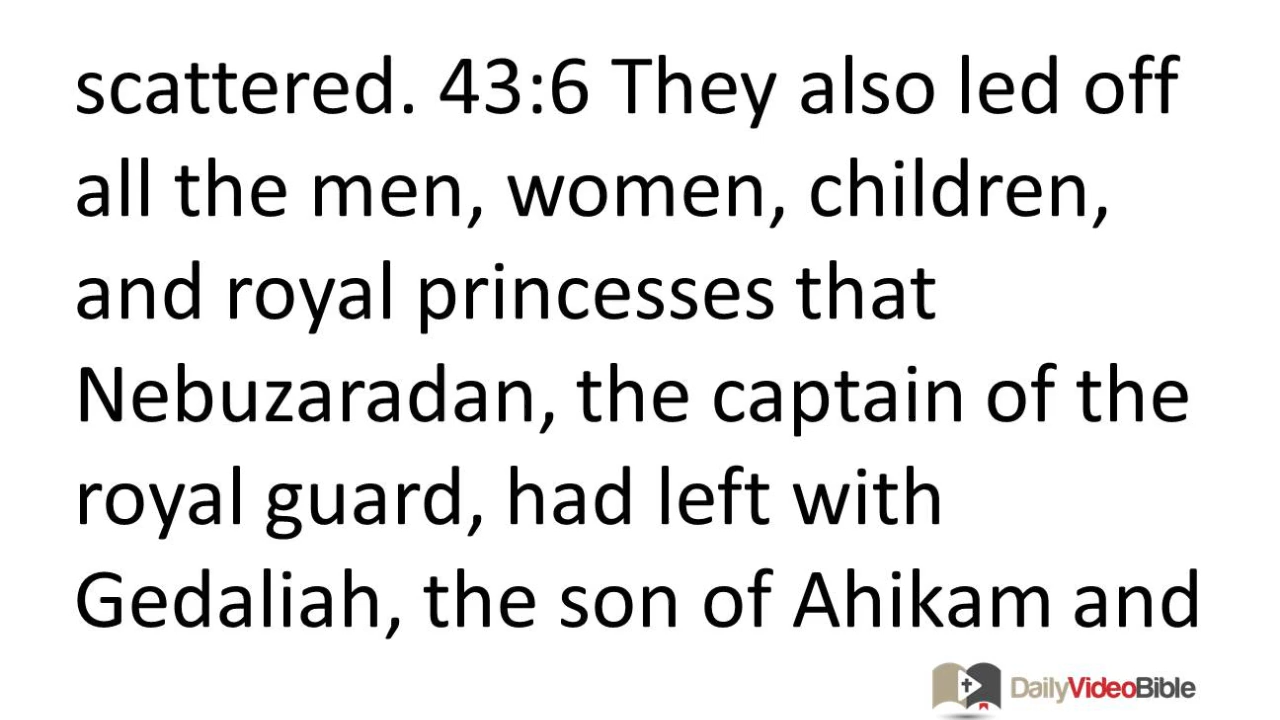 scattered. 43:6 They also led off
all the men, women, children,
and royal princesses that
Nebuzaradan, the captain of the
royal guard, had left with
Gedaliah, the son of Ahikam and
DailyVideoBible